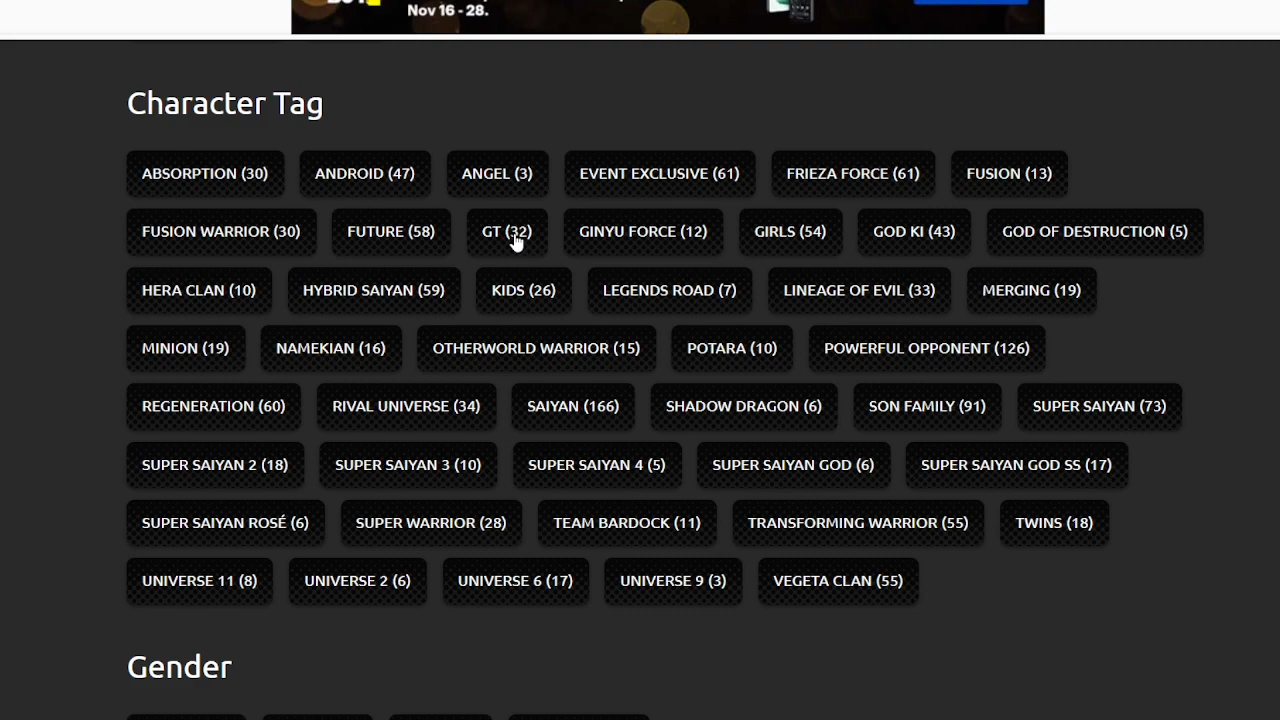 Nov 16 - 28.
Character Tag
ABSORPTION (30) ANDROID (47) ANGEL (3) EVENT EXCLUSIVE (61) FRIEZA FORCE (61) FUSION (13)
FUSION WARRIOR (30) FUTURE (58) GT (32) GINYU FORCE (12) GIRLS (54) GOD KI (43) GOD OF DESTRUCTION (5)
HERA CLAN (10) HYBRID SAIYAN (59) KIDS (26) LEGENDS ROAD (7) LINEAGE OF EVIL (33) MERGING (19)
MINION (19) NAMEKIAN (16) OTHERWORLD WARRIOR (15) POTARA (10) POWERFUL OPPONENT (126)
REGENERATION (60) RIVAL UNIVERSE (34) SAIYAN (166) SHADOW DRAGON (6) SON FAMILY (91) SUPER SAIYAN (73)
SUPER SAIYAN 2 (18) SUPER SAIYAN 3 (10) SUPER SAIYAN 4 (5) SUPER SAIYAN GOD (6) SUPER SAIYAN GOD SS (17)
SUPER SAIYAN ROSÉ (6) SUPER WARRIOR (28) TEAM BARDOCK (11) TRANSFORMING WARRIOR (55) TWINS (18)
UNIVERSE 11 (8) UNIVERSE 2 (6) UNIVERSE 6 (17) UNIVERSE 9 (3) VEGETA CLAN (55)
Gender